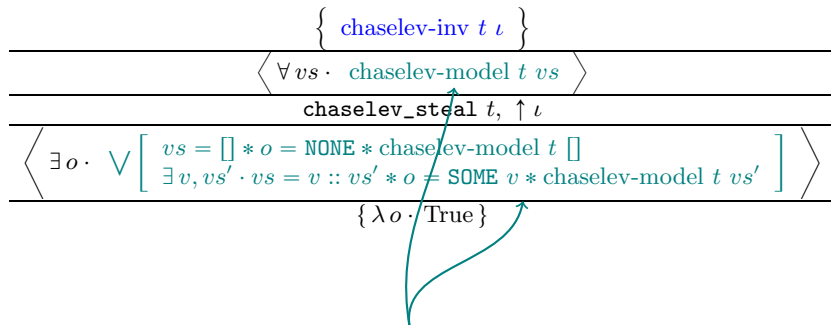 { chaselev-inv t ι }
⟨ ∀ vs · chaselev-model t vs ⟩
chaselev_steal t, ↑ ι
⟨ ∃ o · ⋁ [ vs = [] * o = NONE * chaselev-model t []
∃ v, vs′ · vs = v :: vs′ * o = SOME v * chaselev-model t vs′ ] ⟩
{ λ o · True }